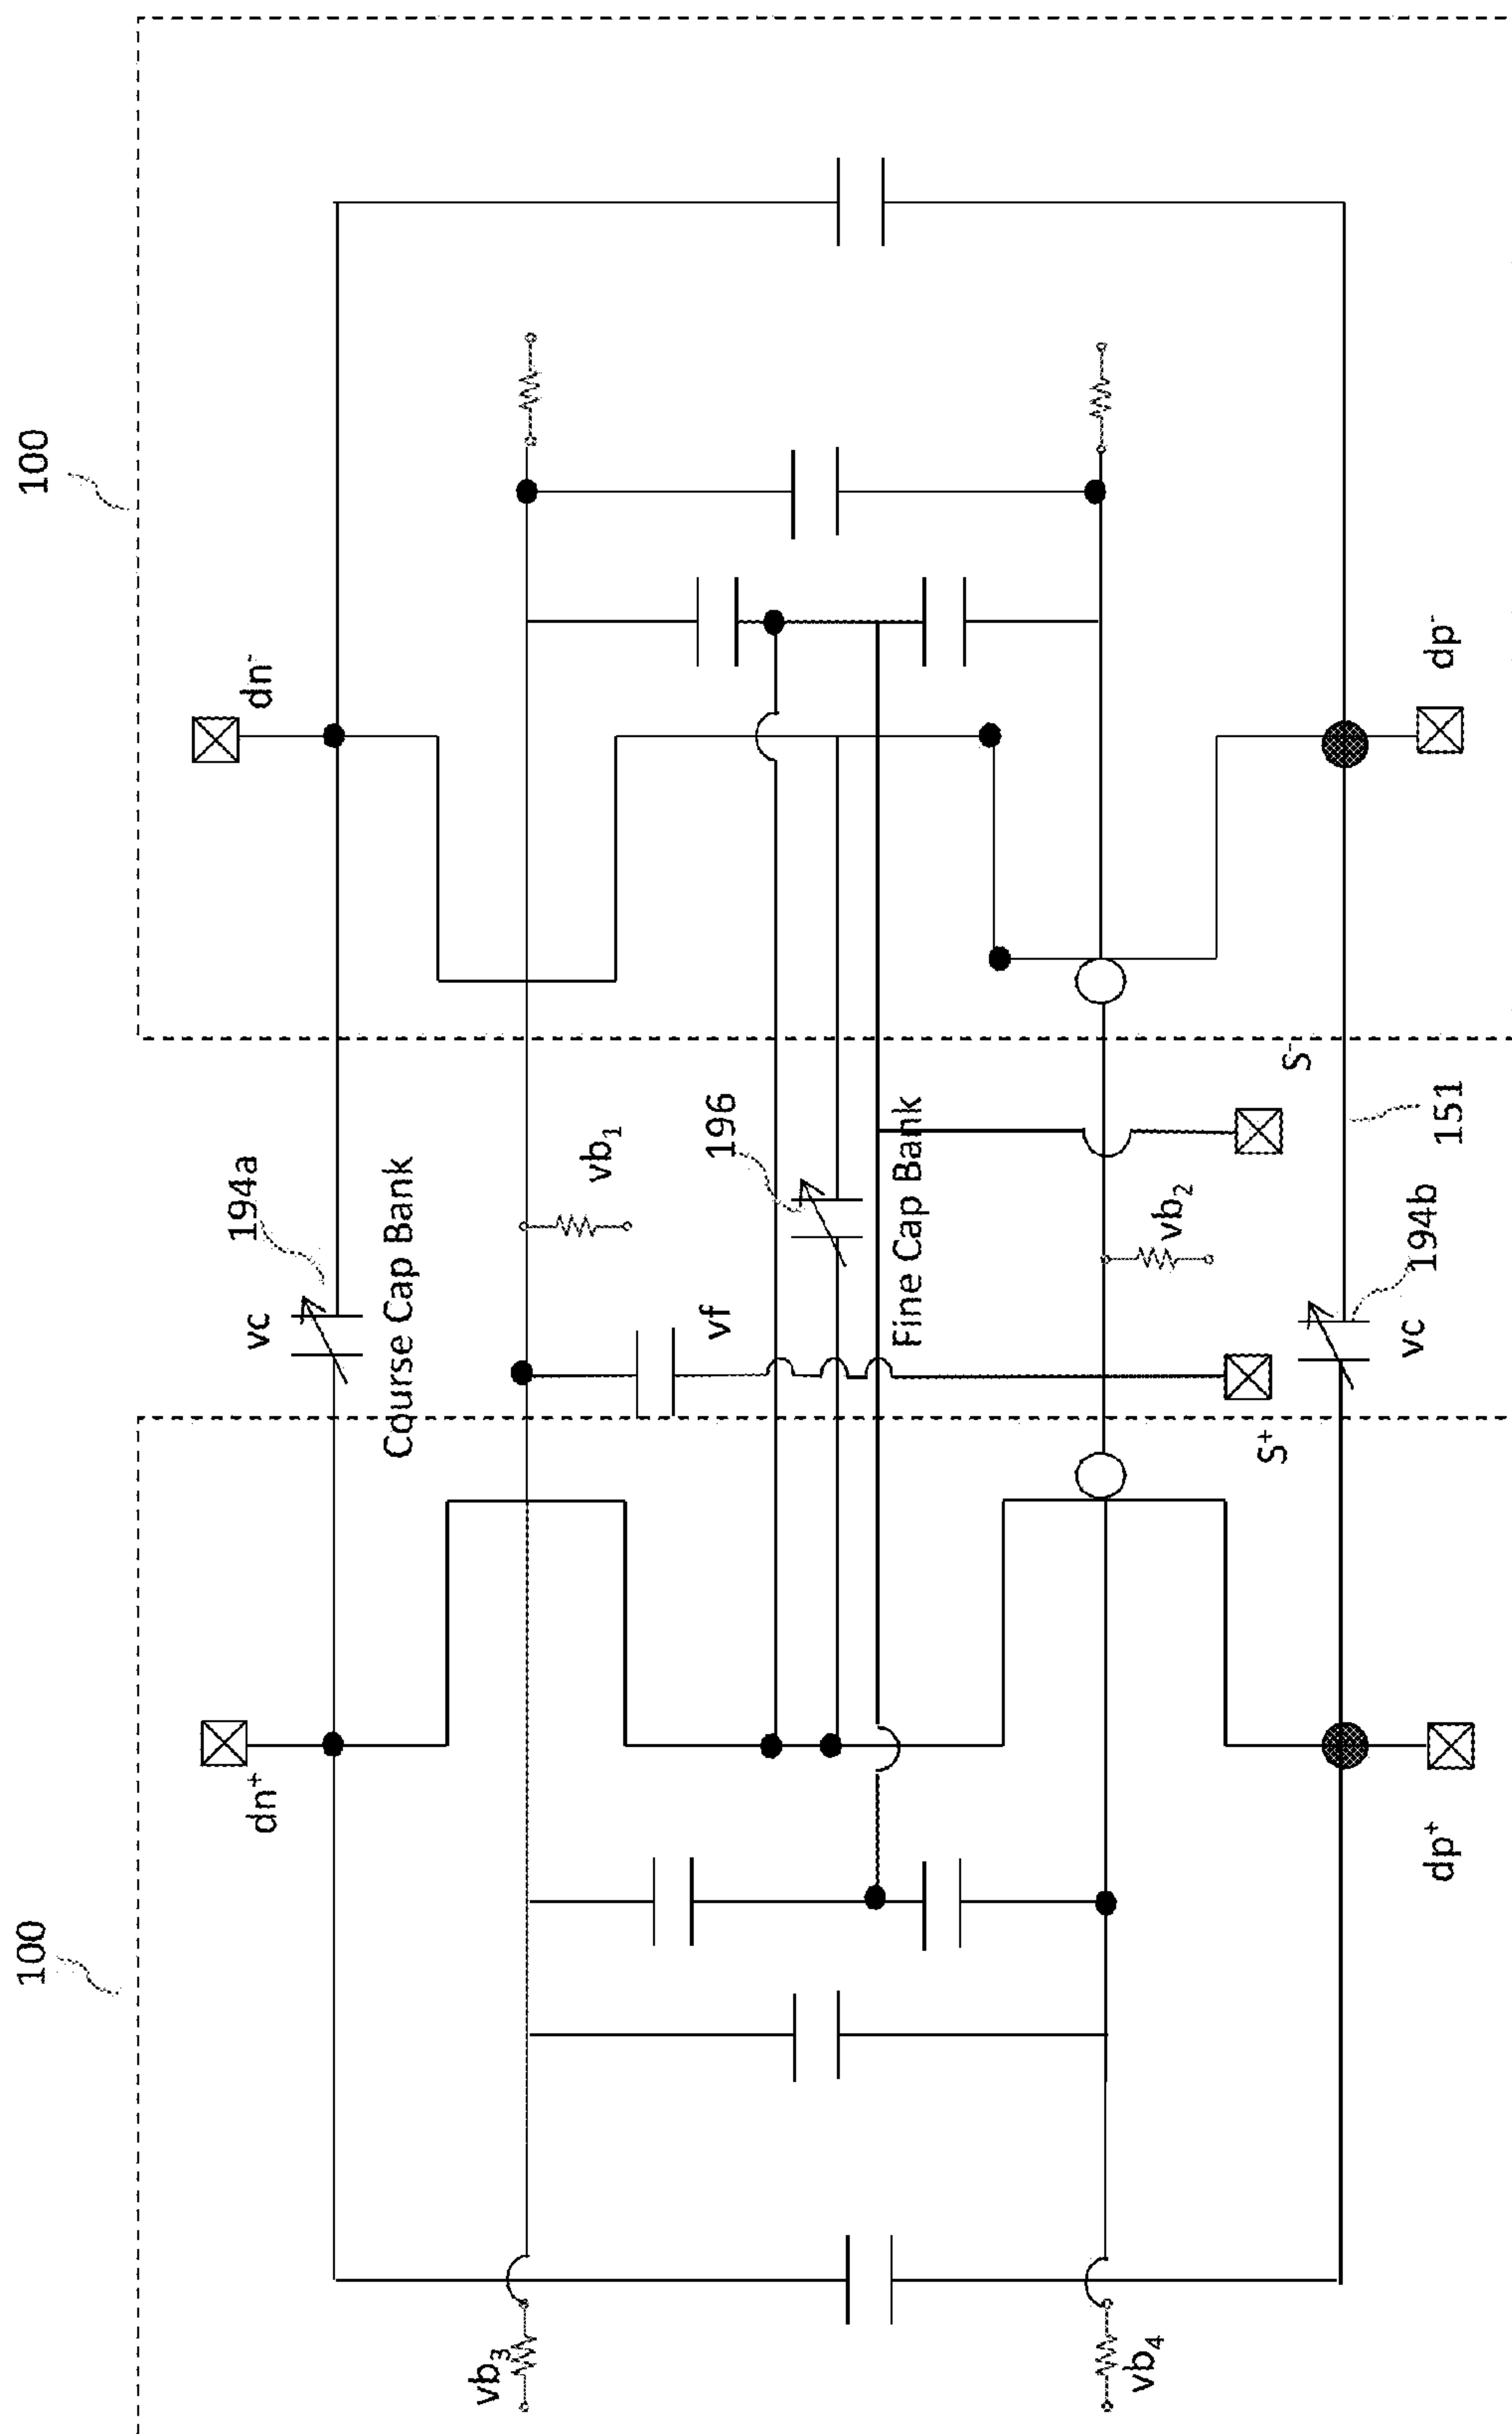 100
100
dn⁻
dp⁻
194a
vc
Course Cap Bank
vb₁
196
vf
Fine Cap Bank
vb₂
S⁻
151
194b
vc
S⁺
dn⁺
dp⁺
vb₃
vb₄